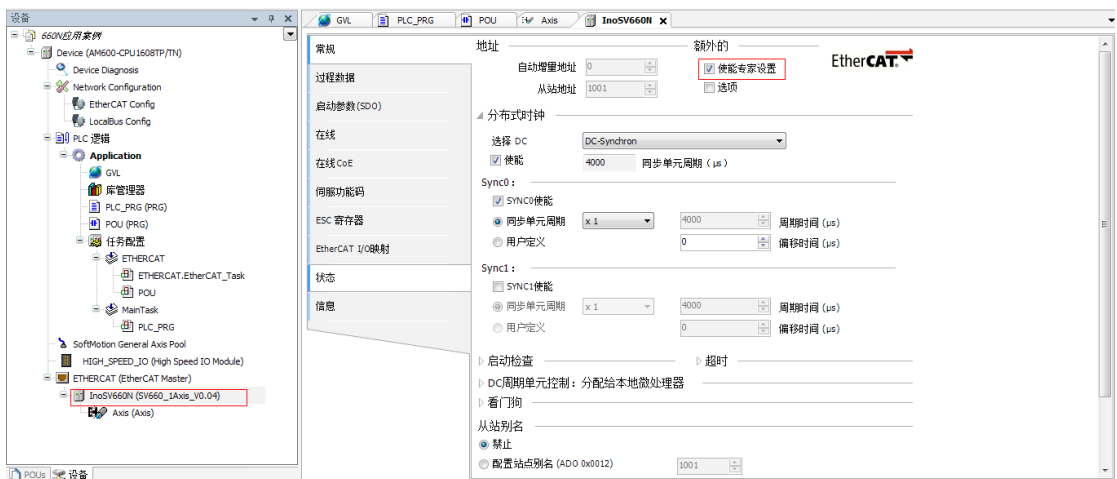 设备
660N应用案例
Device (AM600-CPU1608TP/TN)
Device Diagnosis
Network Configuration
EtherCAT Config
LocalBus Config
PLC 逻辑
Application
GVL
库管理器
PLC_PRG (PRG)
POU (PRG)
任务配置
ETHERCAT
ETHERCAT.EtherCAT_Task
POU
MainTask
PLC_PRG
SoftMotion General Axis Pool
HIGH_SPEED_IO (High Speed IO Module)
ETHERCAT (EtherCAT Master)
InoSV660N (SV660_1Axis_V0.04)
Axis (Axis)
POUs 设备
GVL PLC_PRG POU Axis InoSV660N
常规
过程数据
启动参数(SDO)
在线
在线CoE
伺服功能码
ESC 寄存器
EtherCAT I/O映射
状态
信息
地址 额外的
自动增量地址 0 使能专家设置
从站地址 1001 选项
EtherCAT
分布式时钟
选择 DC DC-Synchron
使能 4000 同步单元周期（μs）
Sync0:
SYNC0使能
同步单元周期 x 1 4000 周期时间 (μs)
用户定义 0 偏移时间 (μs)
Sync1:
SYNC1使能
同步单元周期 x 1 4000 周期时间 (μs)
用户定义 0 偏移时间 (μs)
启动检查 超时
DC周期单元控制：分配给本地微处理器
看门狗
从站别名
禁止
配置站点别名 (ADO 0x0012) 1001